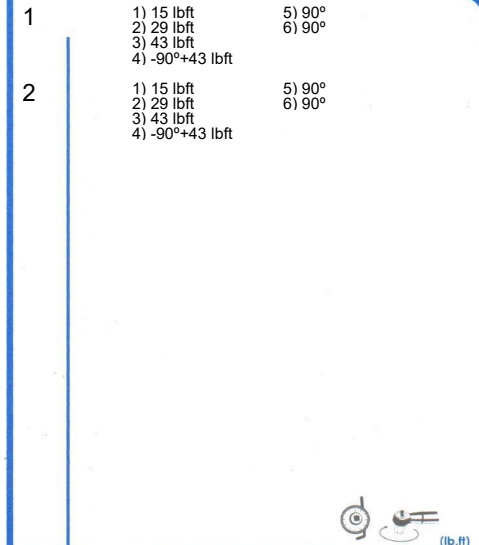 1
1) 15 lbft 5) 90º
2) 29 lbft 6) 90º
3) 43 lbft
4) -90º+43 lbft
2
1) 15 lbft 5) 90º
2) 29 lbft 6) 90º
3) 43 lbft
4) -90º+43 lbft
(lb.ft)